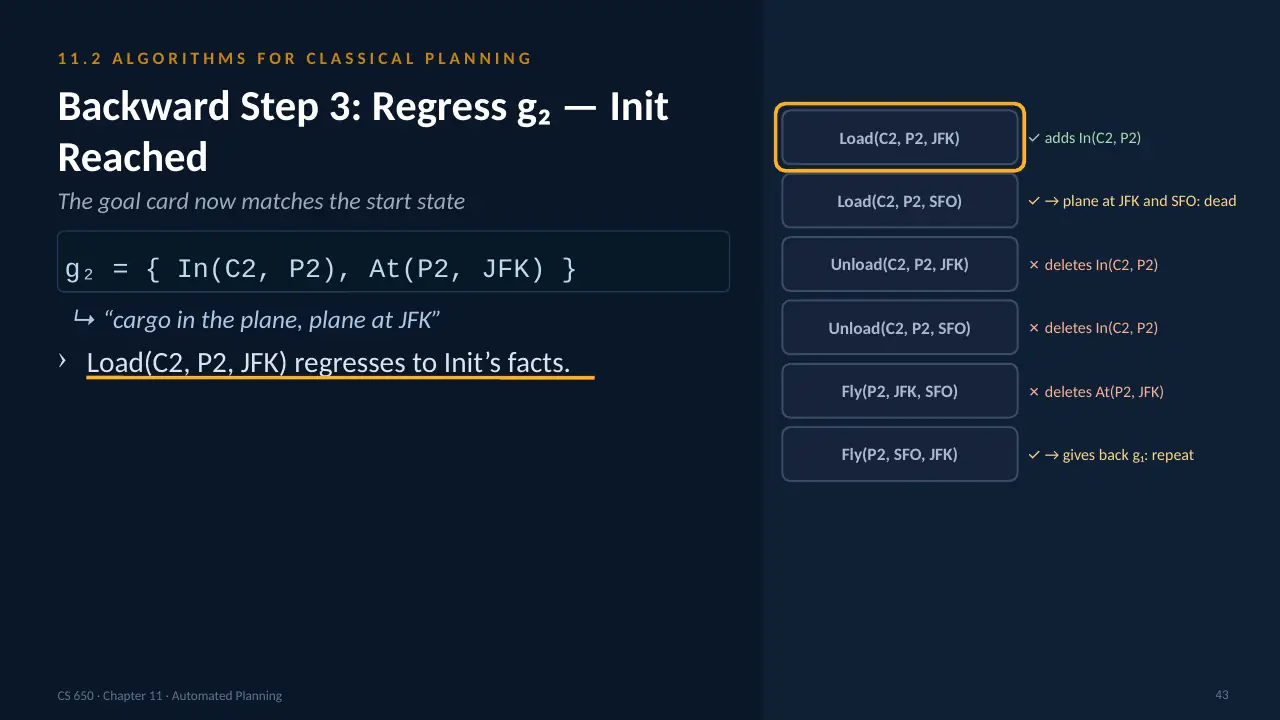 11.2 ALGORITHMS FOR CLASSICAL PLANNING
Backward Step 3: Regress g₂ — Init
Reached
The goal card now matches the start state
g₂ = { In(C2, P2), At(P2, JFK) }
↪ “cargo in the plane, plane at JFK”
› Load(C2, P2, JFK) regresses to Init’s facts.
Load(C2, P2, JFK) ✓ adds In(C2, P2)
Load(C2, P2, SFO) ✓ → plane at JFK and SFO: dead
Unload(C2, P2, JFK) × deletes In(C2, P2)
Unload(C2, P2, SFO) × deletes In(C2, P2)
Fly(P2, JFK, SFO) × deletes At(P2, JFK)
Fly(P2, SFO, JFK) ✓ → gives back g₁: repeat
CS 650 · Chapter 11 · Automated Planning
43